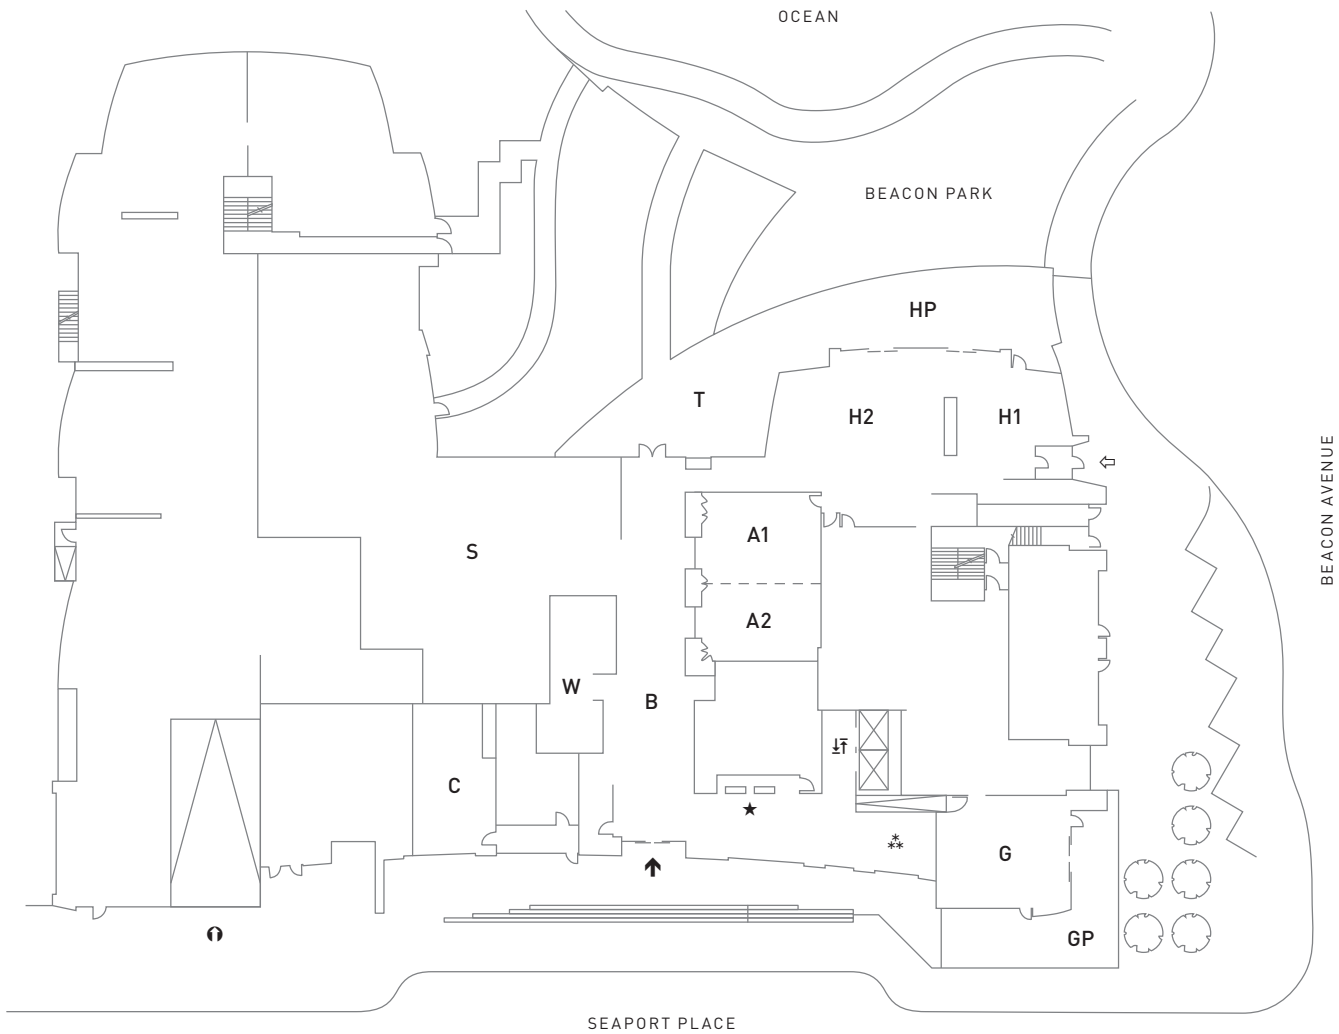 OCEAN
BEACON PARK
HP
T
H2
H1
BEACON AVENUE
A1
S
A2
W
B
C
G
GP
SEAPORT PLACE